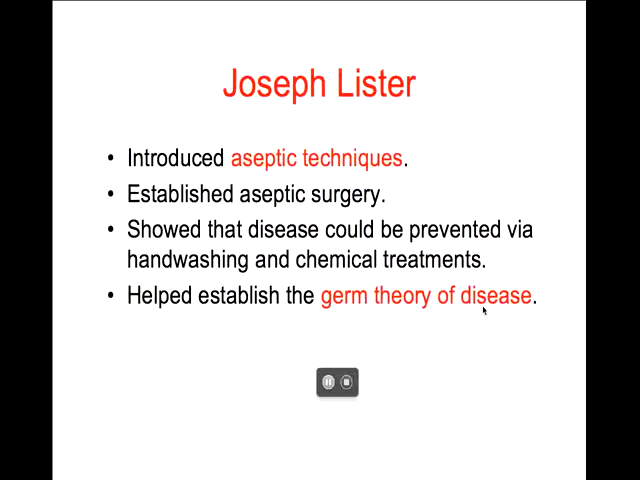 Joseph Lister
• Introduced aseptic techniques.
• Established aseptic surgery.
• Showed that disease could be prevented via
handwashing and chemical treatments.
• Helped establish the germ theory of disease.